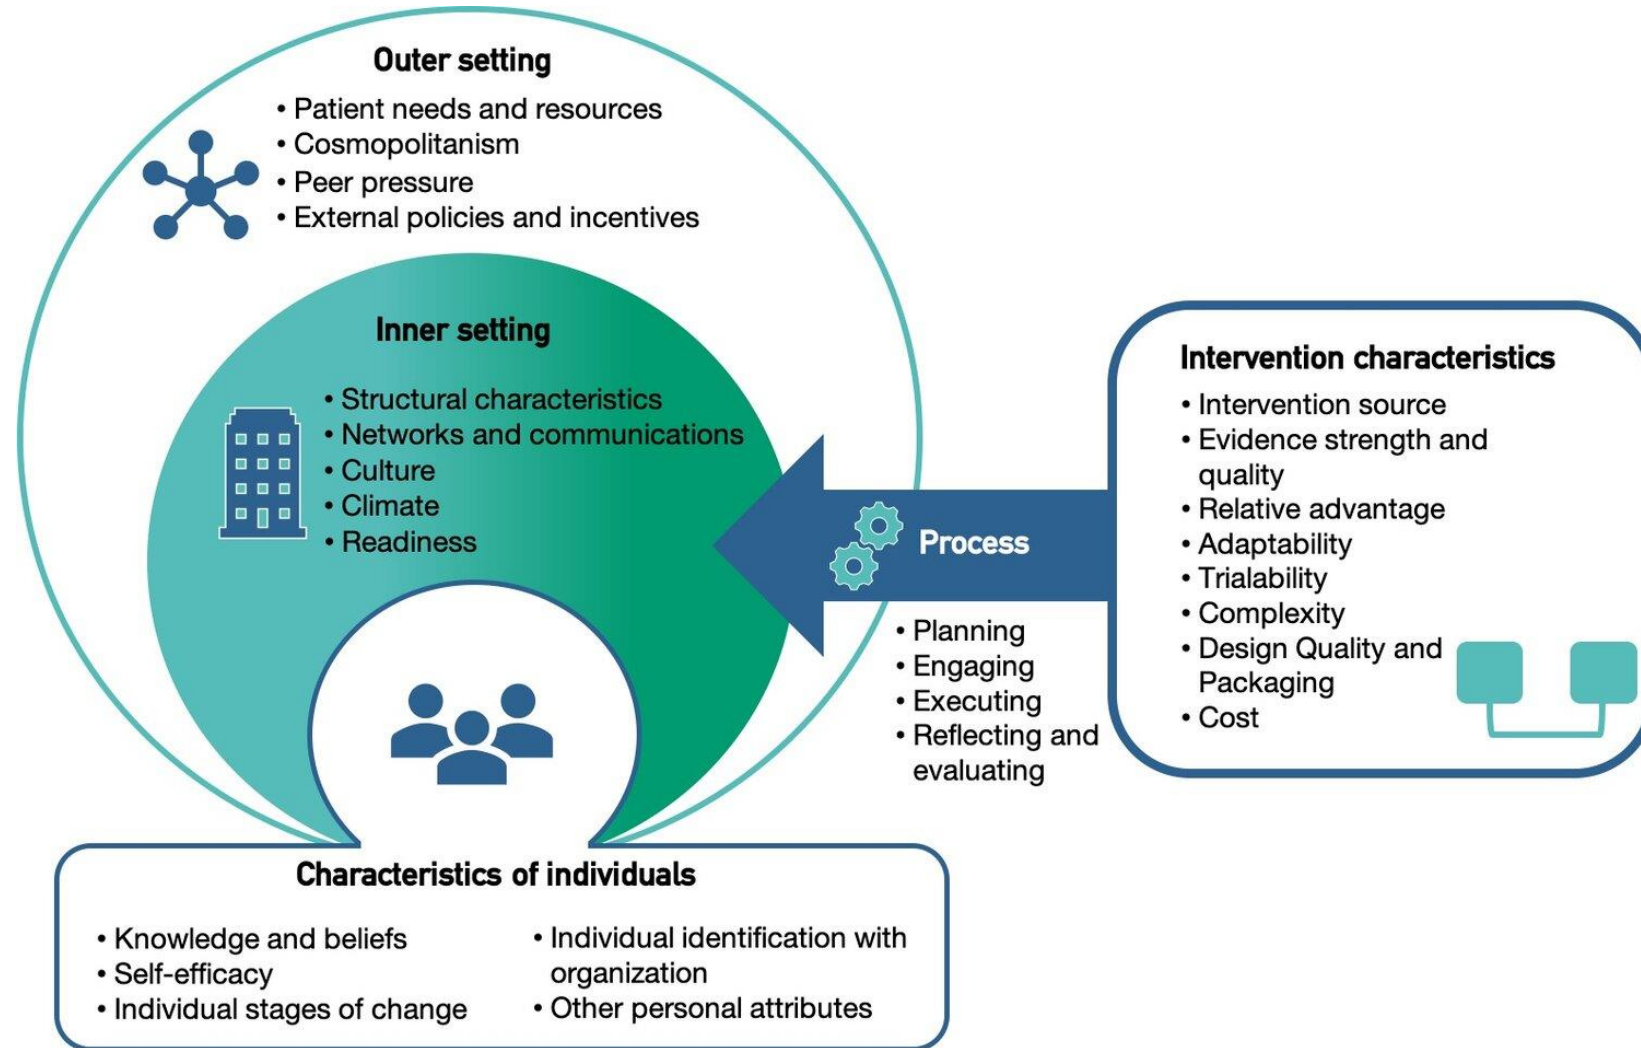 Outer setting
• Patient needs and resources
• Cosmopolitanism
• Peer pressure
• External policies and incentives
Inner setting
• Structural characteristics
• Networks and communications
• Culture
• Climate
• Readiness
Process
• Planning
• Engaging
• Executing
• Reflecting and
evaluating
Intervention characteristics
• Intervention source
• Evidence strength and
quality
• Relative advantage
• Adaptability
• Trialability
• Complexity
• Design Quality and
Packaging
• Cost
Characteristics of individuals
• Knowledge and beliefs
• Self-efficacy
• Individual stages of change
• Individual identification with
organization
• Other personal attributes